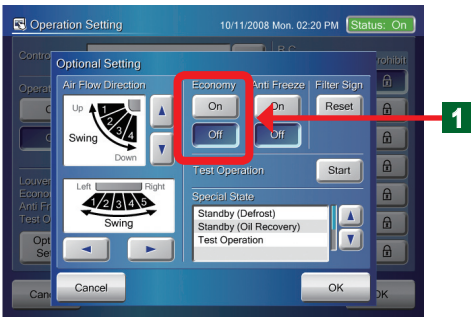 Operation Setting 10/11/2008 Mon. 02:20 PM Status: On
Optional Setting
Air Flow Direction Economy Anti Freeze Filter Sign
Up 1 2 3 4 On On Reset
Swing
Down Off Off
Test Operation Start
Left Right Special State
1/2/3/4/5 Standby (Defrost)
Swing Standby (Oil Recovery)
Test Operation
Cancel OK
1